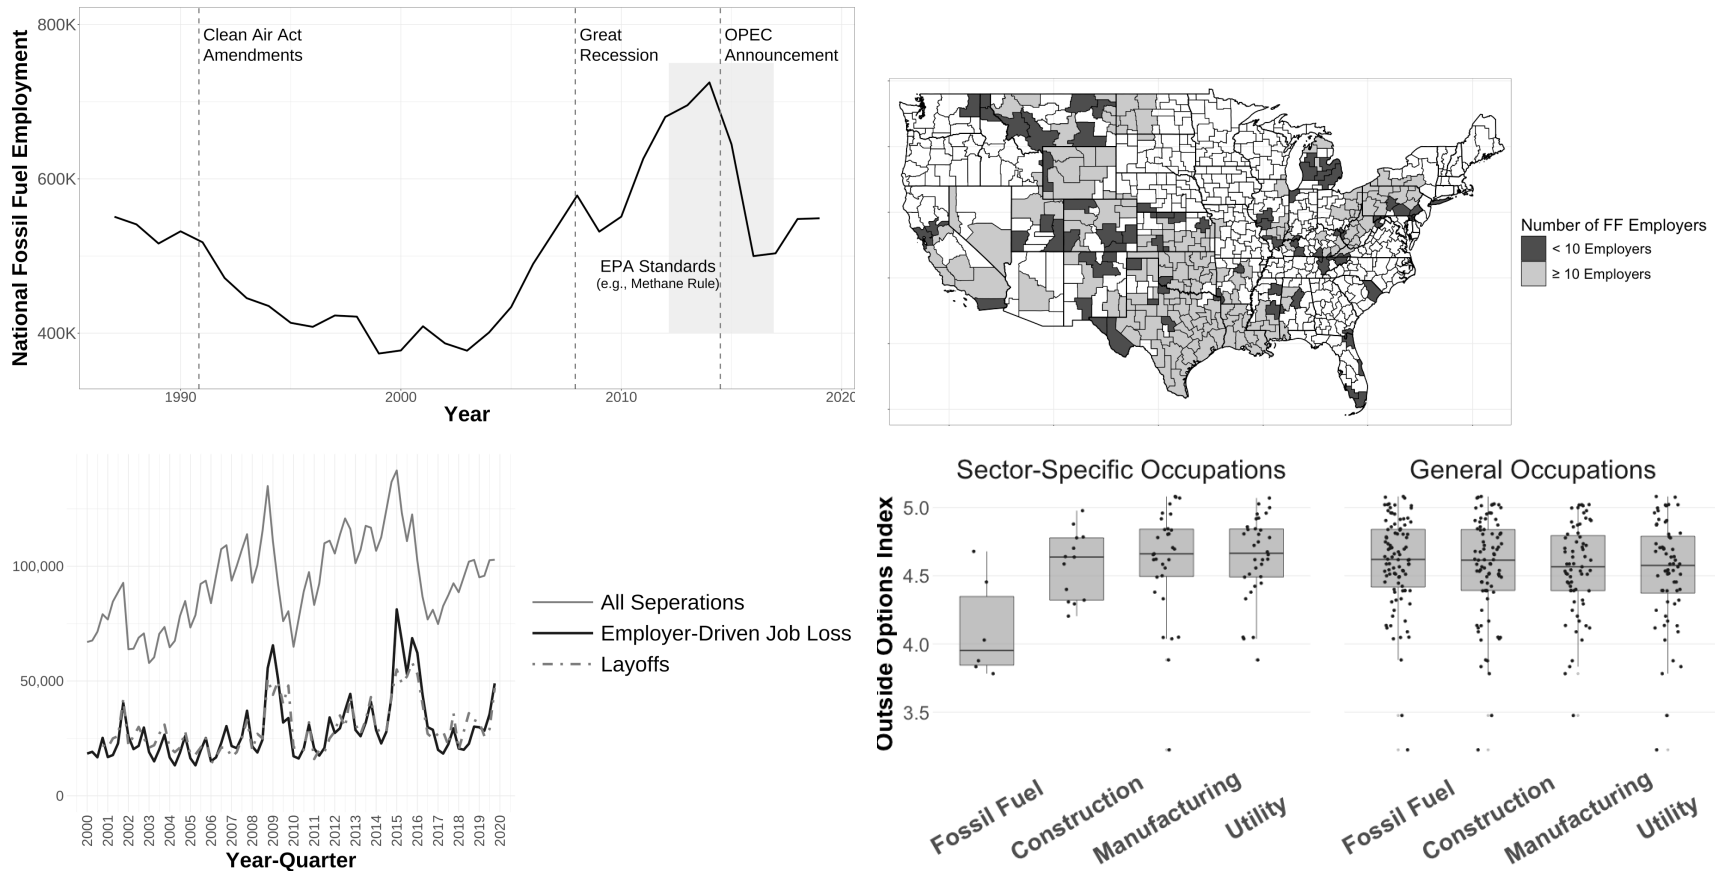 National Fossil Fuel Employment
800K
600K
400K
Clean Air Act
Amendments
Great
Recession
OPEC
Announcement
EPA Standards
(e.g., Methane Rule)
1990
2000
2010
2020
Year
Number of FF Employers
< 10 Employers
≥ 10 Employers
100,000
50,000
0
2000
2001
2002
2003
2004
2005
2006
2007
2008
2009
2010
2011
2012
2013
2014
2015
2016
2017
2018
2019
2020
Year-Quarter
All Seperations
Employer-Driven Job Loss
Layoffs
Sector-Specific Occupations
General Occupations
Outside Options Index
5.0
4.5
4.0
3.5
Fossil Fuel
Construction
Manufacturing
Utility
Fossil Fuel
Construction
Manufacturing
Utility